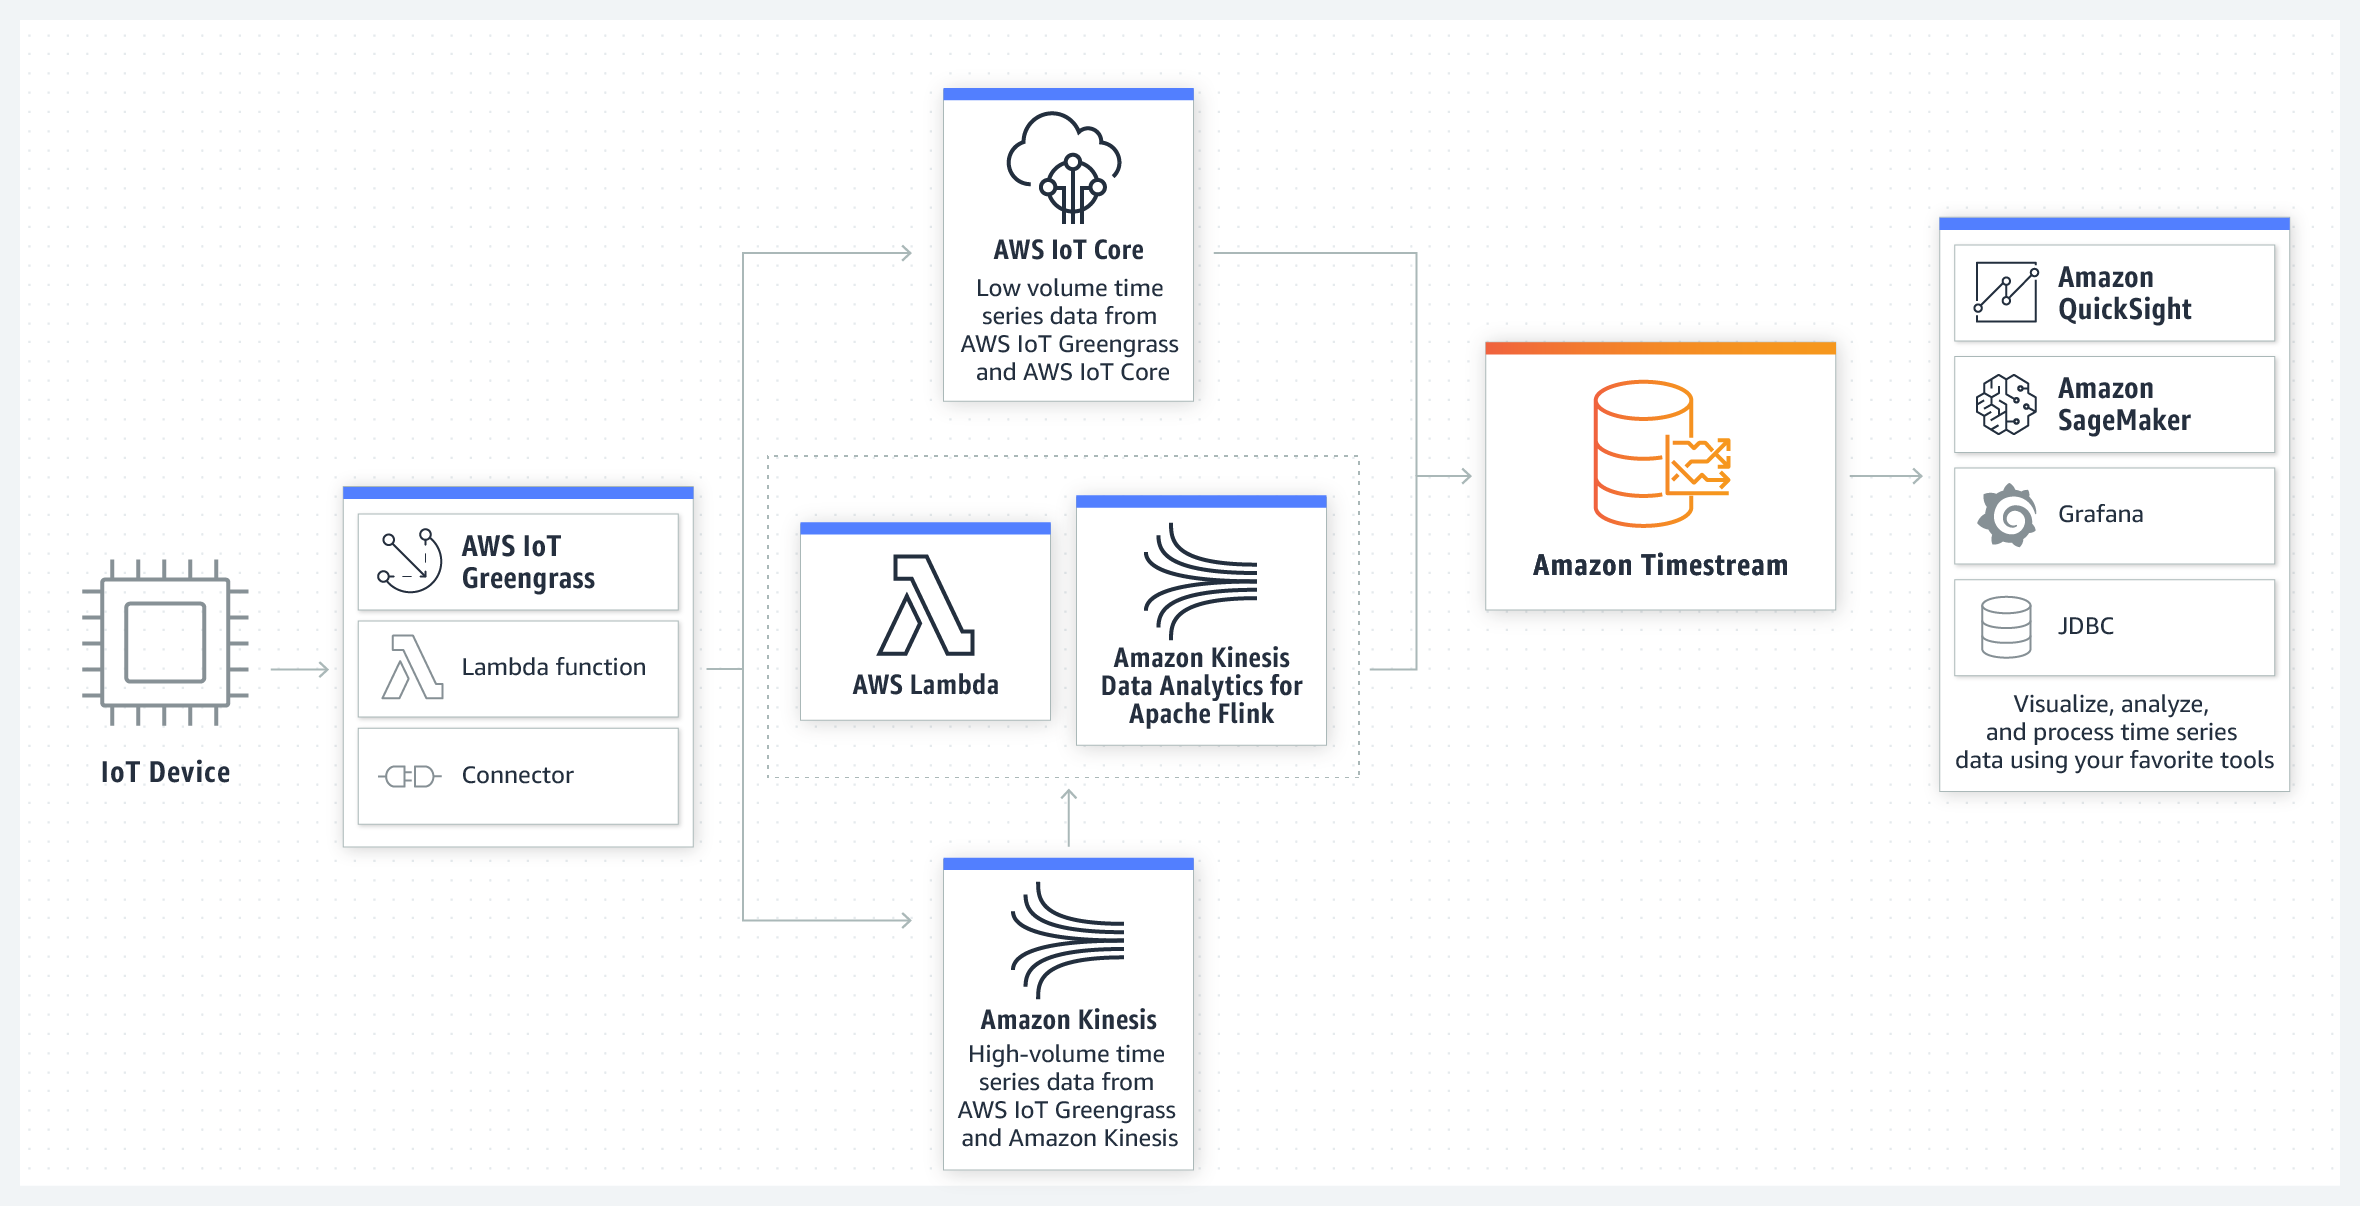 IoT Device
AWS IoT
Greengrass
Lambda function
Connector
AWS IoT Core
Low volume time
series data from
AWS IoT Greengrass
and AWS IoT Core
AWS Lambda
Amazon Kinesis
Data Analytics for
Apache Flink
Amazon Kinesis
High-volume time
series data from
AWS IoT Greengrass
and Amazon Kinesis
Amazon Timestream
Amazon
QuickSight
Amazon
SageMaker
Grafana
JDBC
Visualize, analyze,
and process time series
data using your favorite tools